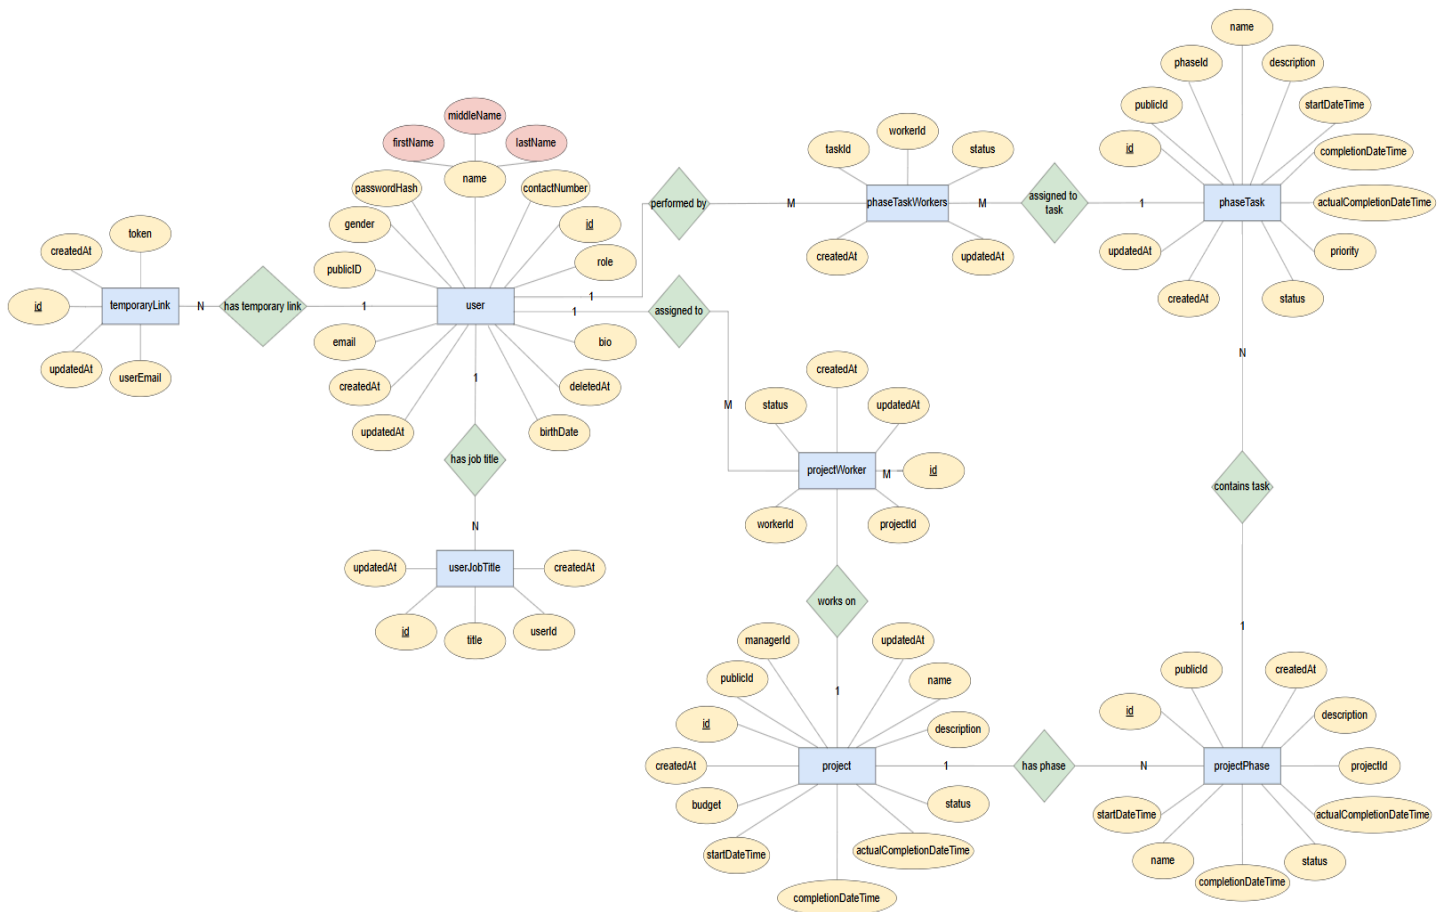 name
phaseId
description
publicId
startDateTime
id
completionDateTime
phaseTask
actualCompletionDateTime
updatedAt
priority
createdAt
status
middleName
firstName
lastName
name
passwordHash
contactNumber
gender
id
publicID
role
user
email
bio
createdAt
deletedAt
updatedAt
birthDate
workerId
taskId
status
phaseTaskWorkers
createdAt
updatedAt
performed by
M
M
assigned to
task
1
1
1
assigned to
M
token
createdAt
id
temporaryLink
N
has temporary link
1
updatedAt
userEmail
1
has job title
N
updatedAt
userJobTitle
createdAt
id
title
userId
createdAt
status
updatedAt
projectWorker
M
id
workerId
projectId
works on
1
N
contains task
1
managerId
updatedAt
publicId
name
id
description
createdAt
project
budget
status
startDateTime
actualCompletionDateTime
completionDateTime
1
has phase
N
publicId
createdAt
id
description
projectPhase
projectId
startDateTime
actualCompletionDateTime
name
status
completionDateTime